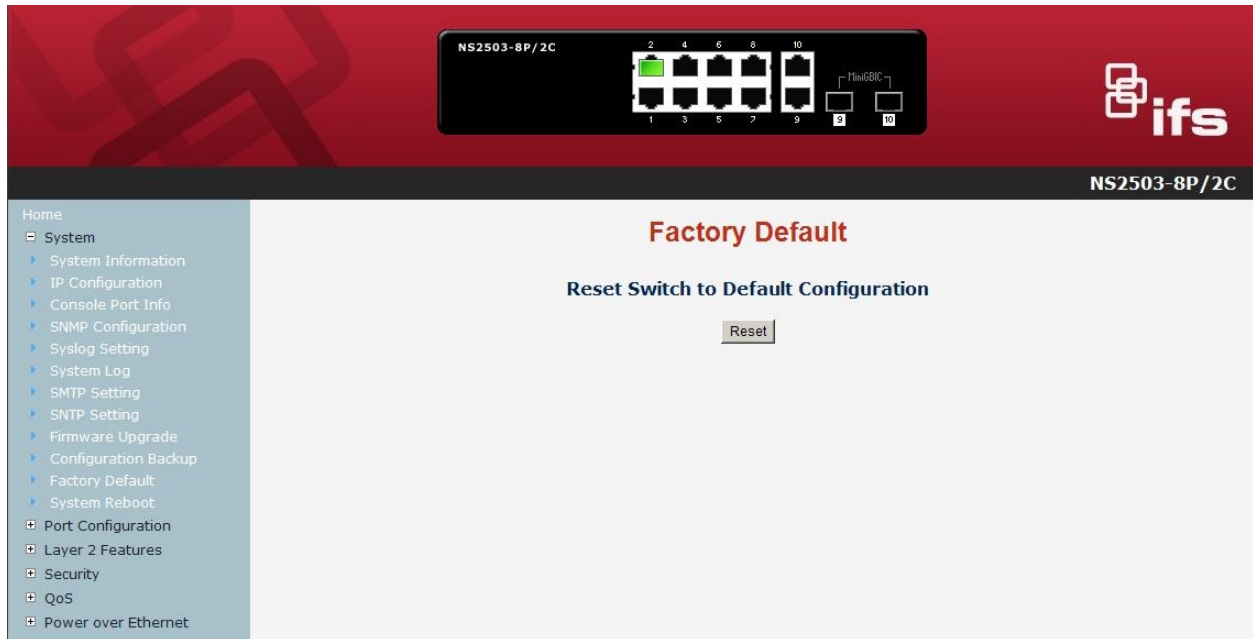 NS2503-8P/2C
2 4 6 8 10
MiniGBIC
1 3 5 7 9 9 10
ifs
NS2503-8P/2C
Home
System
System Information
IP Configuration
Console Port Info
SNMP Configuration
Syslog Setting
System Log
SMTP Setting
SNTP Setting
Firmware Upgrade
Configuration Backup
Factory Default
System Reboot
Port Configuration
Layer 2 Features
Security
QoS
Power over Ethernet
Factory Default
Reset Switch to Default Configuration
Reset